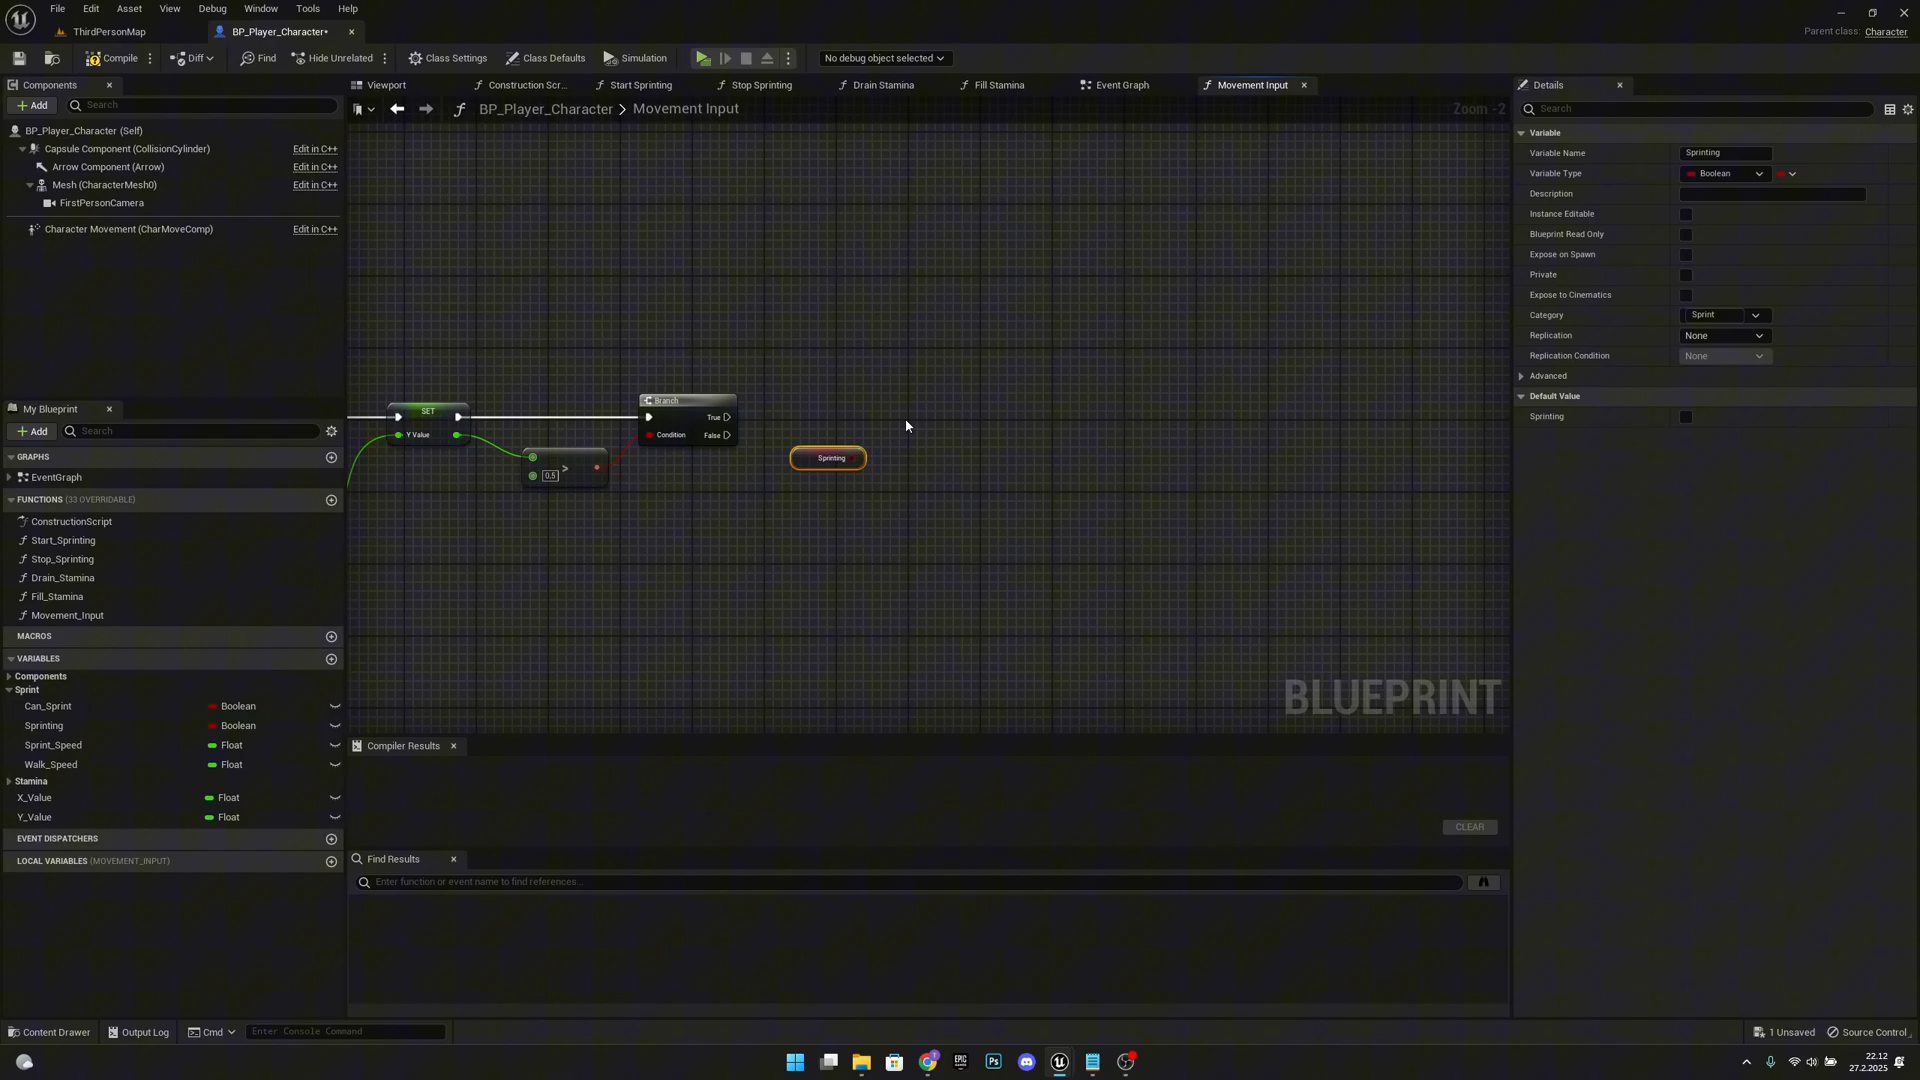 File Edit Asset View Debug Window Tools Help
ThirdPersonMap
BP_Player_Character•
Parent class: Character
Compile
Diff
Find
Hide Unrelated
Class Settings
Class Defaults
Simulation
No debug object selected
Components
Add
Search
BP_Player_Character (Self)
Capsule Component (CollisionCylinder) Edit in C++
Arrow Component (Arrow) Edit in C++
Mesh (CharacterMesh0) Edit in C++
FirstPersonCamera
Character Movement (CharMoveComp) Edit in C++
My Blueprint
Add
Search
GRAPHS
EventGraph
FUNCTIONS (33 OVERRIDABLE)
ConstructionScript
Start_Sprinting
Stop_Sprinting
Drain_Stamina
Fill_Stamina
Movement_Input
MACROS
VARIABLES
Components
Sprint
Can_Sprint Boolean
Sprinting Boolean
Sprint_Speed Float
Walk_Speed Float
Stamina
X_Value Float
Y_Value Float
EVENT DISPATCHERS
LOCAL VARIABLES (MOVEMENT_INPUT)
Viewport
Construction Scr...
Start Sprinting
Stop Sprinting
Drain Stamina
Fill Stamina
Event Graph
Movement Input
BP_Player_Character > Movement Input
Zoom -2
SET
Y Value
0,5
>
Branch
True
Condition False
Sprinting
BLUEPRINT
Compiler Results
CLEAR
Find Results
Enter function or event name to find references...
Details
Search
Variable
Variable Name Sprinting
Variable Type Boolean
Description
Instance Editable
Blueprint Read Only
Expose on Spawn
Private
Expose to Cinematics
Category Sprint
Replication None
Replication Condition None
Advanced
Default Value
Sprinting
Content Drawer
Output Log
Cmd
Enter Console Command
1 Unsaved
Source Control
EPIC
Ps
22.12
27.2.2025